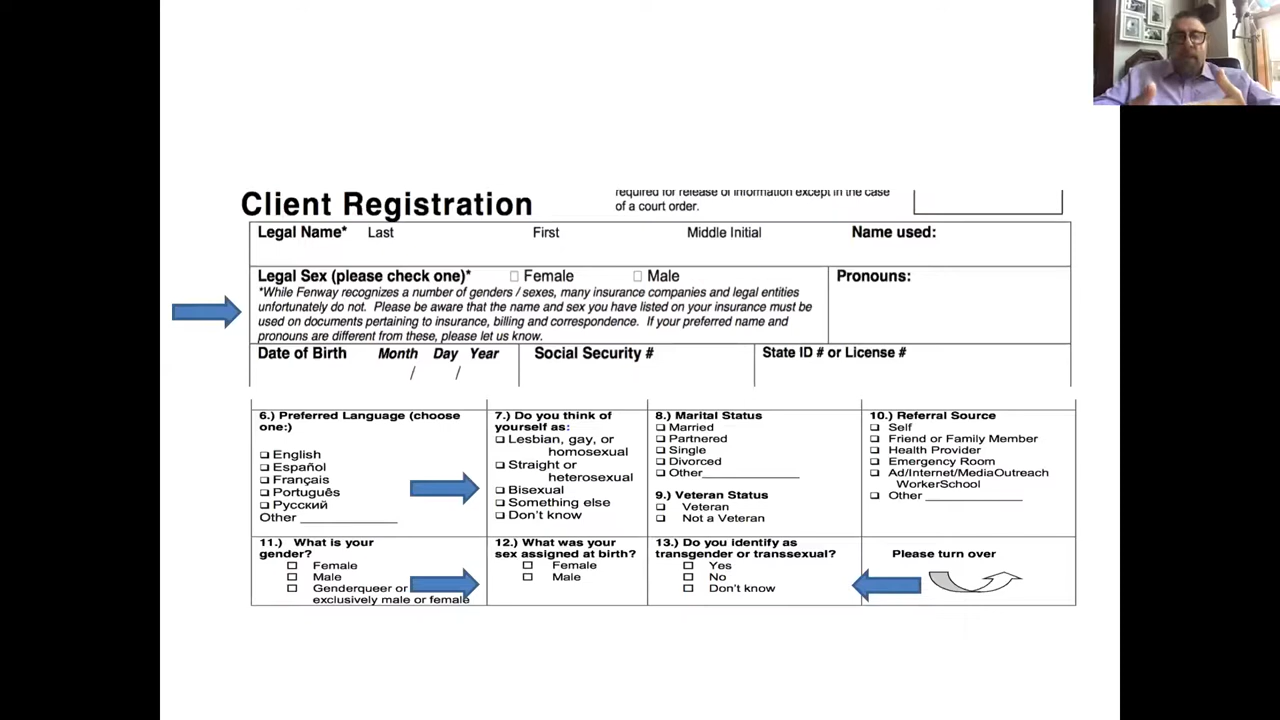 required for release of information except in the case
of a court order.
Client Registration
Legal Name* Last First Middle Initial Name used:
Legal Sex (please check one)* Female Male Pronouns:
*While Fenway recognizes a number of genders / sexes, many insurance companies and legal entities
unfortunately do not. Please be aware that the name and sex you have listed on your insurance must be
used on documents pertaining to insurance, billing and correspondence. If your preferred name and
pronouns are different from these, please let us know.
Date of Birth Month Day Year Social Security # State ID # or License #
/ /
6.) Preferred Language (choose
one:)
English
Español
Français
Português
Русский
Other ______________
7.) Do you think of
yourself as:
Lesbian, gay, or
homosexual
Straight or
heterosexual
Bisexual
Something else
Don't know
8.) Marital Status
Married
Partnered
Single
Divorced
Other______________
9.) Veteran Status
Veteran
Not a Veteran
10.) Referral Source
Self
Friend or Family Member
Health Provider
Emergency Room
Ad/Internet/MediaOutreach
WorkerSchool
Other ______________
11.) What is your
gender?
Female
Male
Genderqueer or
exclusively male or female
12.) What was your
sex assigned at birth?
Female
Male
13.) Do you identify as
transgender or transsexual?
Yes
No
Don't know
Please turn over